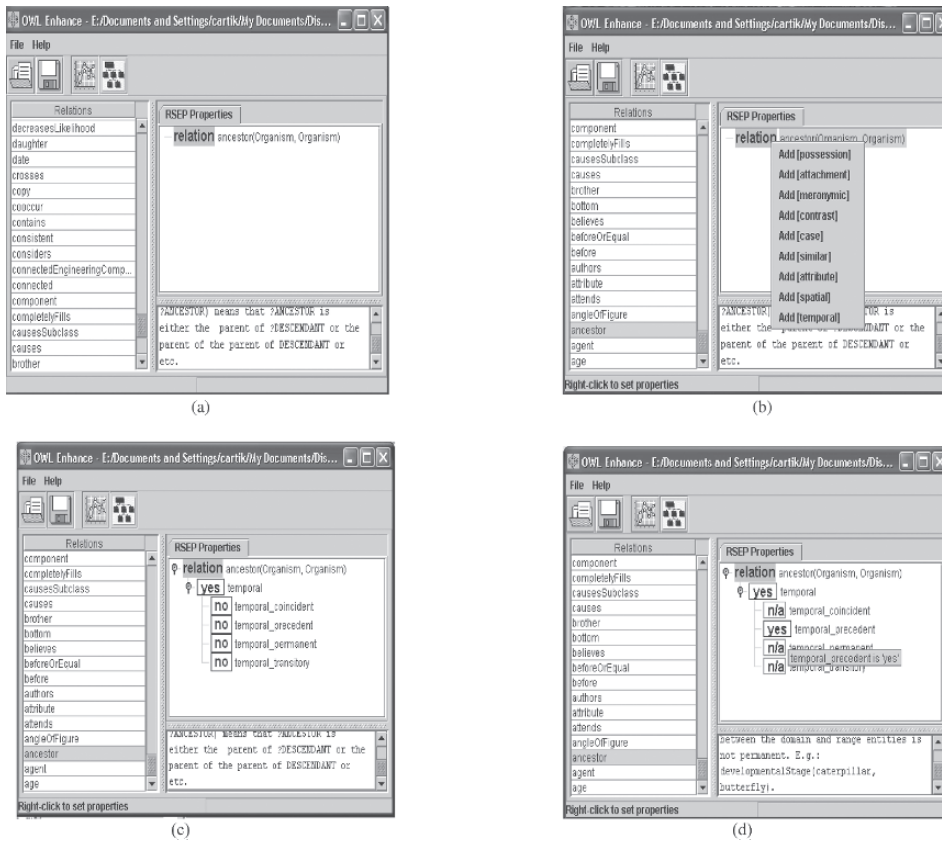 OWL Enhance - E:/Documents and Settings/cartik/My Documents/Dis...
File Help
Relations
decreasesLikelihood
daughter
date
crosses
copy
cooccur
contains
consistent
considers
connectedEngineeringComp...
connected
component
completelyFills
causesSubclass
causes
brother
RSEP Properties
relation ancestor(Organism, Organism)
?ANCESTOR) means that ?ANCESTOR is
either the parent of ?DESCENDANT or the
parent of the parent of DESCENDANT or
etc.
(a)
OWL Enhance - E:/Documents and Settings/cartik/My Documents/Dis...
File Help
Relations
component
completelyFills
causesSubclass
causes
brother
bottom
believes
beforeOrEqual
before
authors
attribute
attends
angleOfFigure
ancestor
agent
age
RSEP Properties
relation ancestor(Organism, Organism)
Add [possession]
Add [attachment]
Add [meronymic]
Add [contrast]
Add [case]
Add [similar]
Add [attribute]
Add [spatial]
Add [temporal]
?ANCESTOR) OR is
either the DANT or the
parent of the parent of DESCENDANT or
etc.
Right-click to set properties
(b)
OWL Enhance - E:/Documents and Settings/cartik/My Documents/Dis...
File Help
Relations
component
completelyFills
causesSubclass
causes
brother
bottom
believes
beforeOrEqual
before
authors
attribute
attends
angleOfFigure
ancestor
agent
age
RSEP Properties
relation ancestor(Organism, Organism)
yes temporal
no temporal_coincident
no temporal_precedent
no temporal_permanent
no temporal_transitory
?ANCESTOR) means that ?ANCESTOR is
either the parent of ?DESCENDANT or the
parent of the parent of DESCENDANT or
etc.
Right-click to set properties
(c)
OWL Enhance - E:/Documents and Settings/cartik/My Documents/Dis...
File Help
Relations
component
completelyFills
causesSubclass
causes
brother
bottom
believes
beforeOrEqual
before
authors
attribute
attends
angleOfFigure
ancestor
agent
age
RSEP Properties
relation ancestor(Organism, Organism)
yes temporal
n/a temporal_coincident
yes temporal_precedent
n/a temporal_permanent
temporal_precedent is 'yes'
n/a temporal_transitory
between the domain and range entities is
not permanent. E.g.:
developmentalStage(caterpillar,
butterfly).
Right-click to set properties
(d)